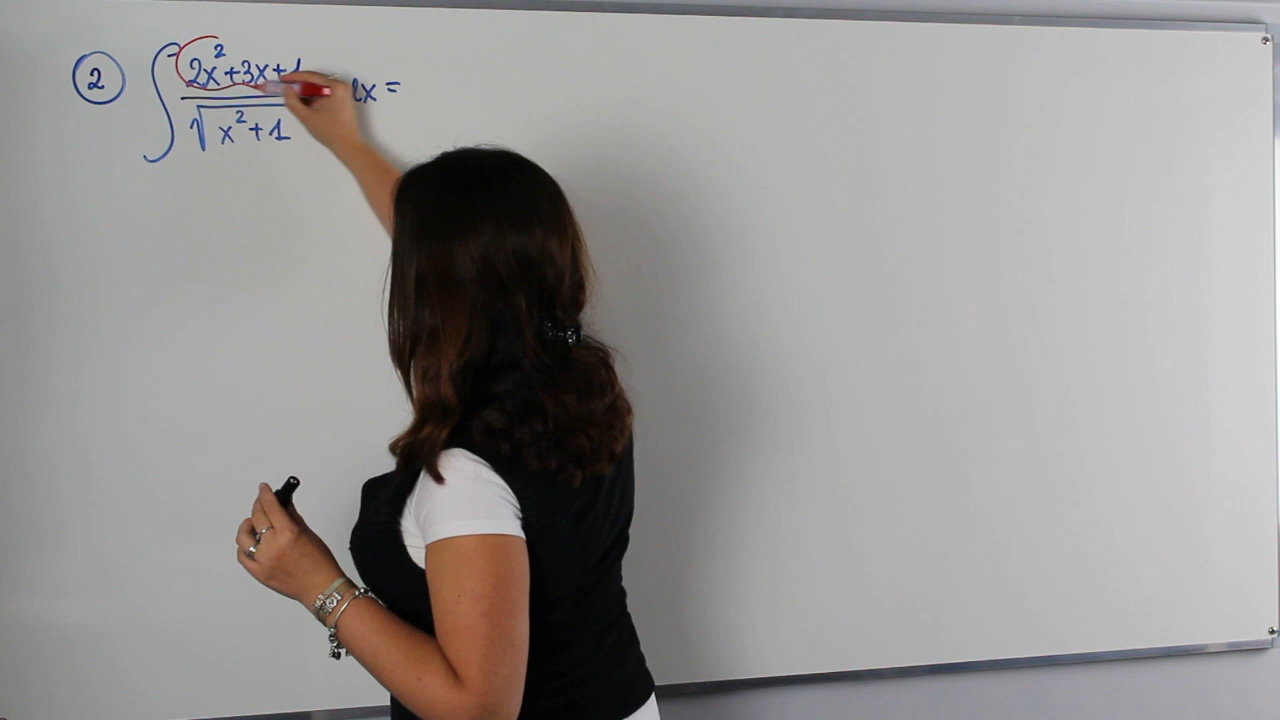 ② ∫ (2x²+3x+1)/√(x²+1) dx =